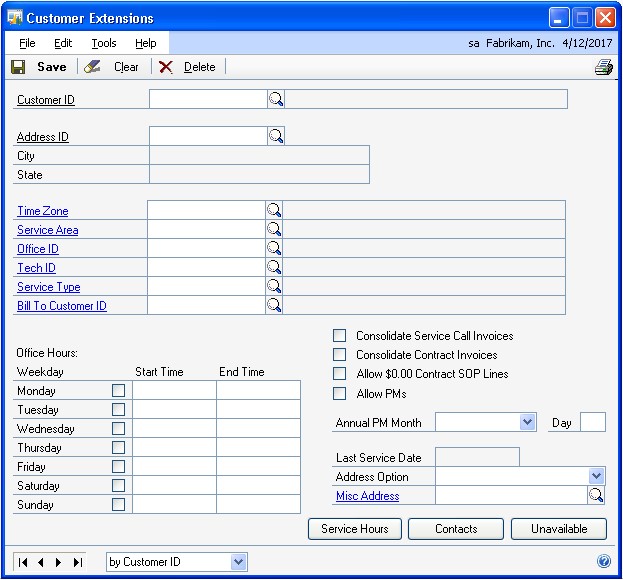 Customer Extensions
File Edit Tools Help sa Fabrikam, Inc. 4/12/2017
Save Clear Delete
Customer ID
Address ID
City
State
Time Zone
Service Area
Office ID
Tech ID
Service Type
Bill To Customer ID
Consolidate Service Call Invoices
Consolidate Contract Invoices
Allow $0.00 Contract SOP Lines
Allow PMs
Office Hours:
Weekday Start Time End Time
Monday
Tuesday
Wednesday
Thursday
Friday
Saturday
Sunday
Annual PM Month Day
Last Service Date
Address Option
Misc Address
Service Hours Contacts Unavailable
by Customer ID